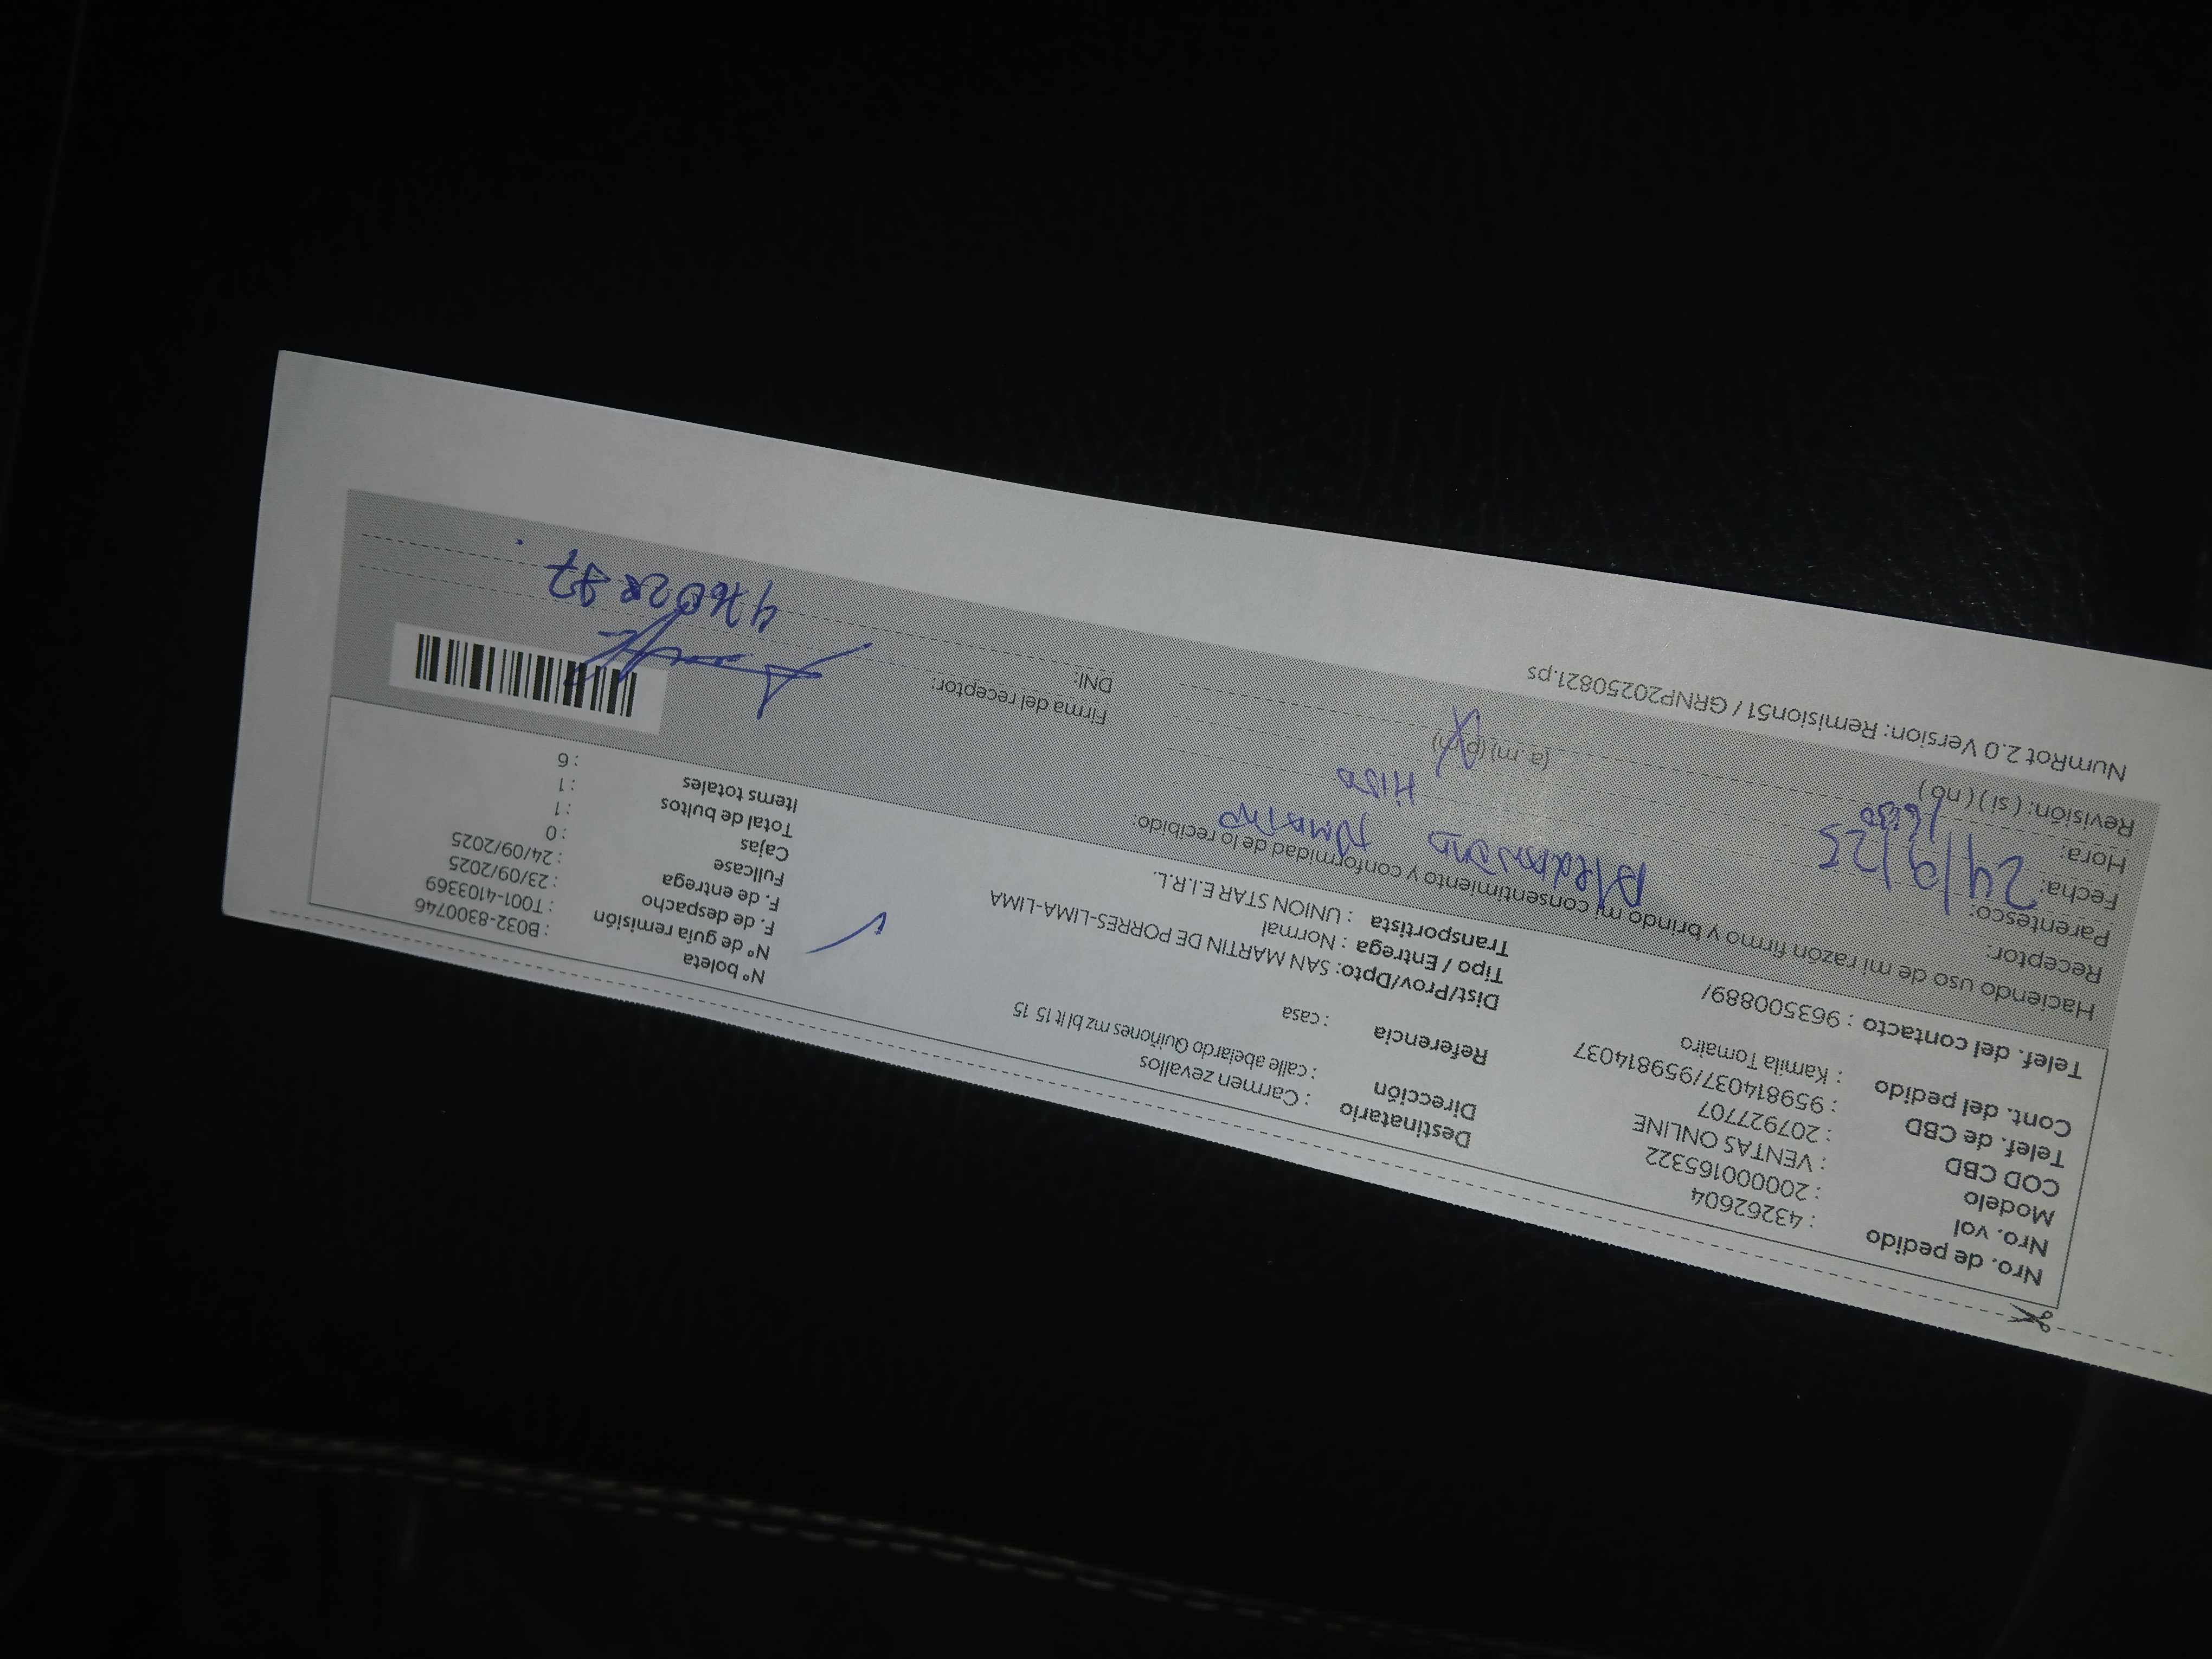 Nro. de pedido : 43262604
Nro. vol : 200000165322
Modelo : VENTAS ONLINE
COD CBD : 207927707
Telef. de CBD : 959814037/959814037
Cont. del pedido : Kamila Tomairo
Telef. del contacto : 963500889/
Destinatario : Carmen zevallos
Dirección : calle abelardo Quiñones mz bl lt 15 15
Referencia : casa
Dist/Prov/Dpto: SAN MARTIN DE PORRES-LIMA-LIMA
Tipo / Entrega : Normal
Transportista : UNION STAR E.I.R.L.
N° boleta : B032-8300746
N° de guía remisión : T001-4103369
F. de despacho : 23/09/2025
F. de entrega : 24/09/2025
Fullcase : 0
Cajas : 1
Total de bultos : 1
Items totales : 6
Haciendo uso de mi razón firmo y brindo mi consentimiento y conformidad de lo recibido:
Receptor:
Parentesco:
Fecha: 24/9/25
Hora: 16:30 (a. m) (p.m)
Revisión: ( si ) ( no )
Firma del receptor:
DNI:
NumRot 2.0 Version: Remision51 / GRNP20250821.ps